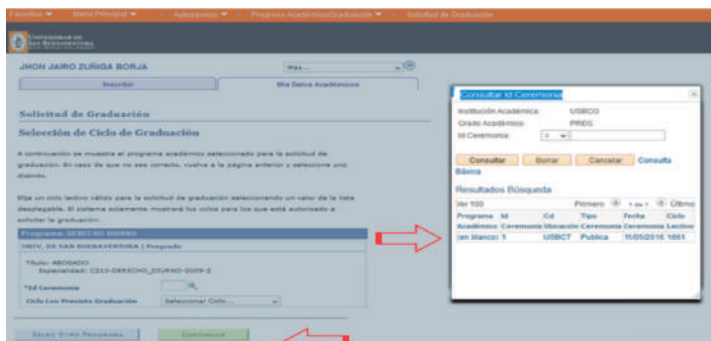 Favoritos Menú Principal > Autoservicio > Progreso Académico/Graduación > Solicitud de Graduación
UNIVERSIDAD DE
SAN BUENAVENTURA
JHON JAIRO ZUÑIGA BORJA
Más...
Inscribir
Mis Datos Académicos
Solicitud de Graduación
Selección de Ciclo de Graduación
A continuación se muestra el programa académico seleccionado para la solicitud de
graduación. En caso de que no sea correcto, vuelva a la página anterior y seleccione uno
distinto.
Elija un ciclo lectivo válido para la solicitud de graduación seleccionando un valor de la lista
desplegable. El sistema solamente mostrará los ciclos para los que está autorizado a
solicitar la graduación.
Programa: DERECHO DIURNO
UNIV. DE SAN BUENAVENTURA | Pregrado
Título: ABOGADO
Especialidad: C210-DERECHO_DIURNO-2009-2
*Id Ceremonia
Ciclo Lvo Previsto Graduación
Seleccionar Ciclo...
SELEC OTRO PROGRAMA
CONTINUAR
Consultar Id Ceremonia
Institución Académica: USBCO
Grado Académico: PREG
Id Ceremonia:
Consultar Borrar Cancelar Consulta
Básica
Resultados Búsqueda
Ver 100 Primero 1 de 1 Último
Programa Id Cd Tipo Fecha Ciclo
Académico Ceremonia Ubicación Ceremonia Ceremonia Lectivo
(en blanco) 1 USBCT Publica 11/05/2016 1661